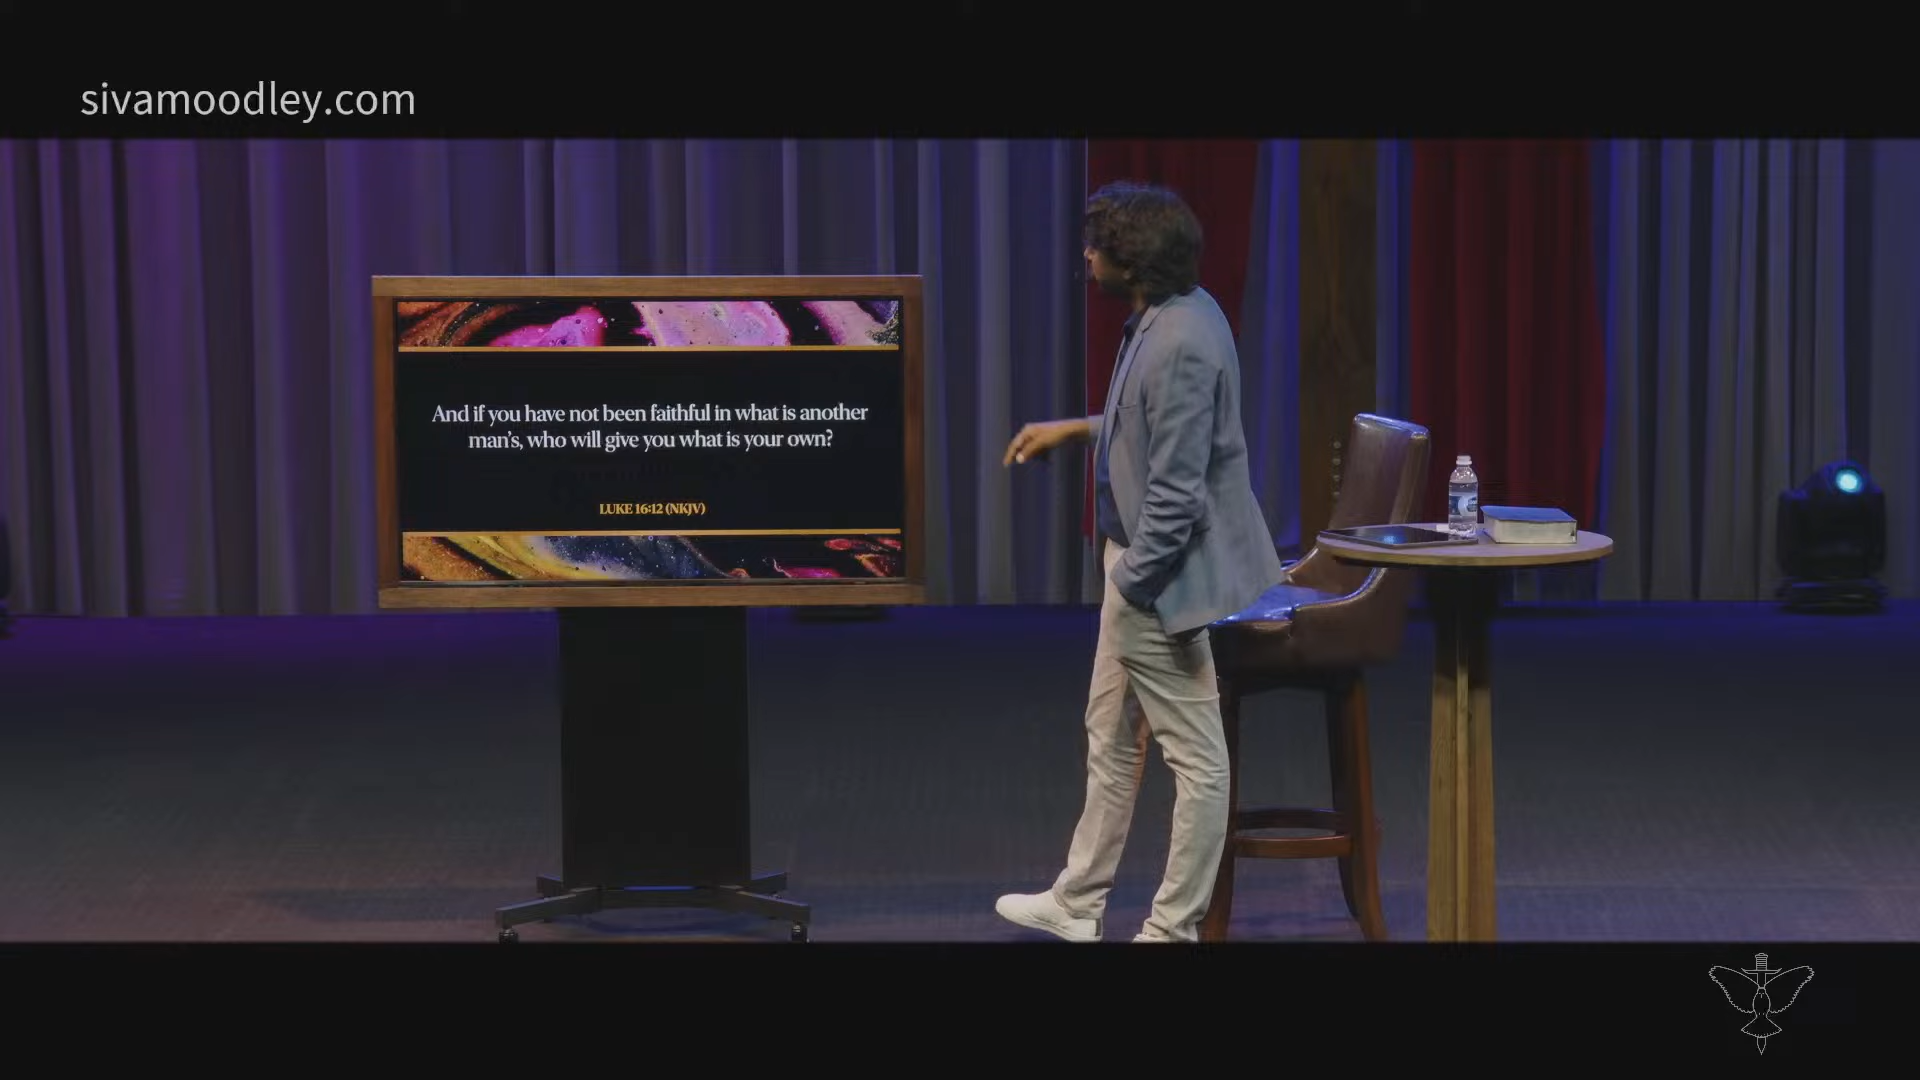 sivamoodley.com
And if you have not been faithful in what is another
man's, who will give you what is your own?
LUKE 16:12 (NKJV)